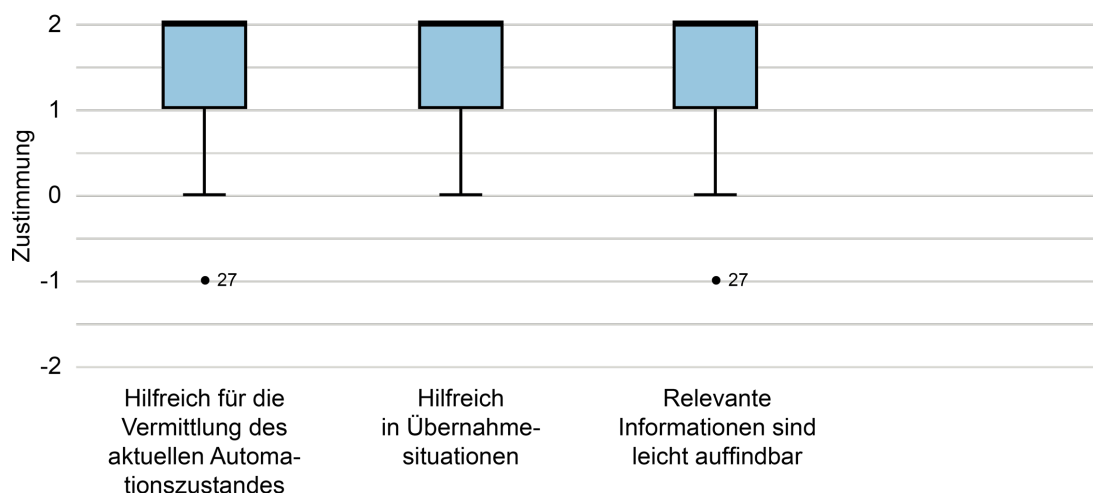 2
1
Zustimmung
0
-1
27
27
-2
Hilfreich für die
Vermittlung des
aktuellen Automa-
tionszustandes
Hilfreich
in Übernahme-
situationen
Relevante
Informationen sind
leicht auffindbar